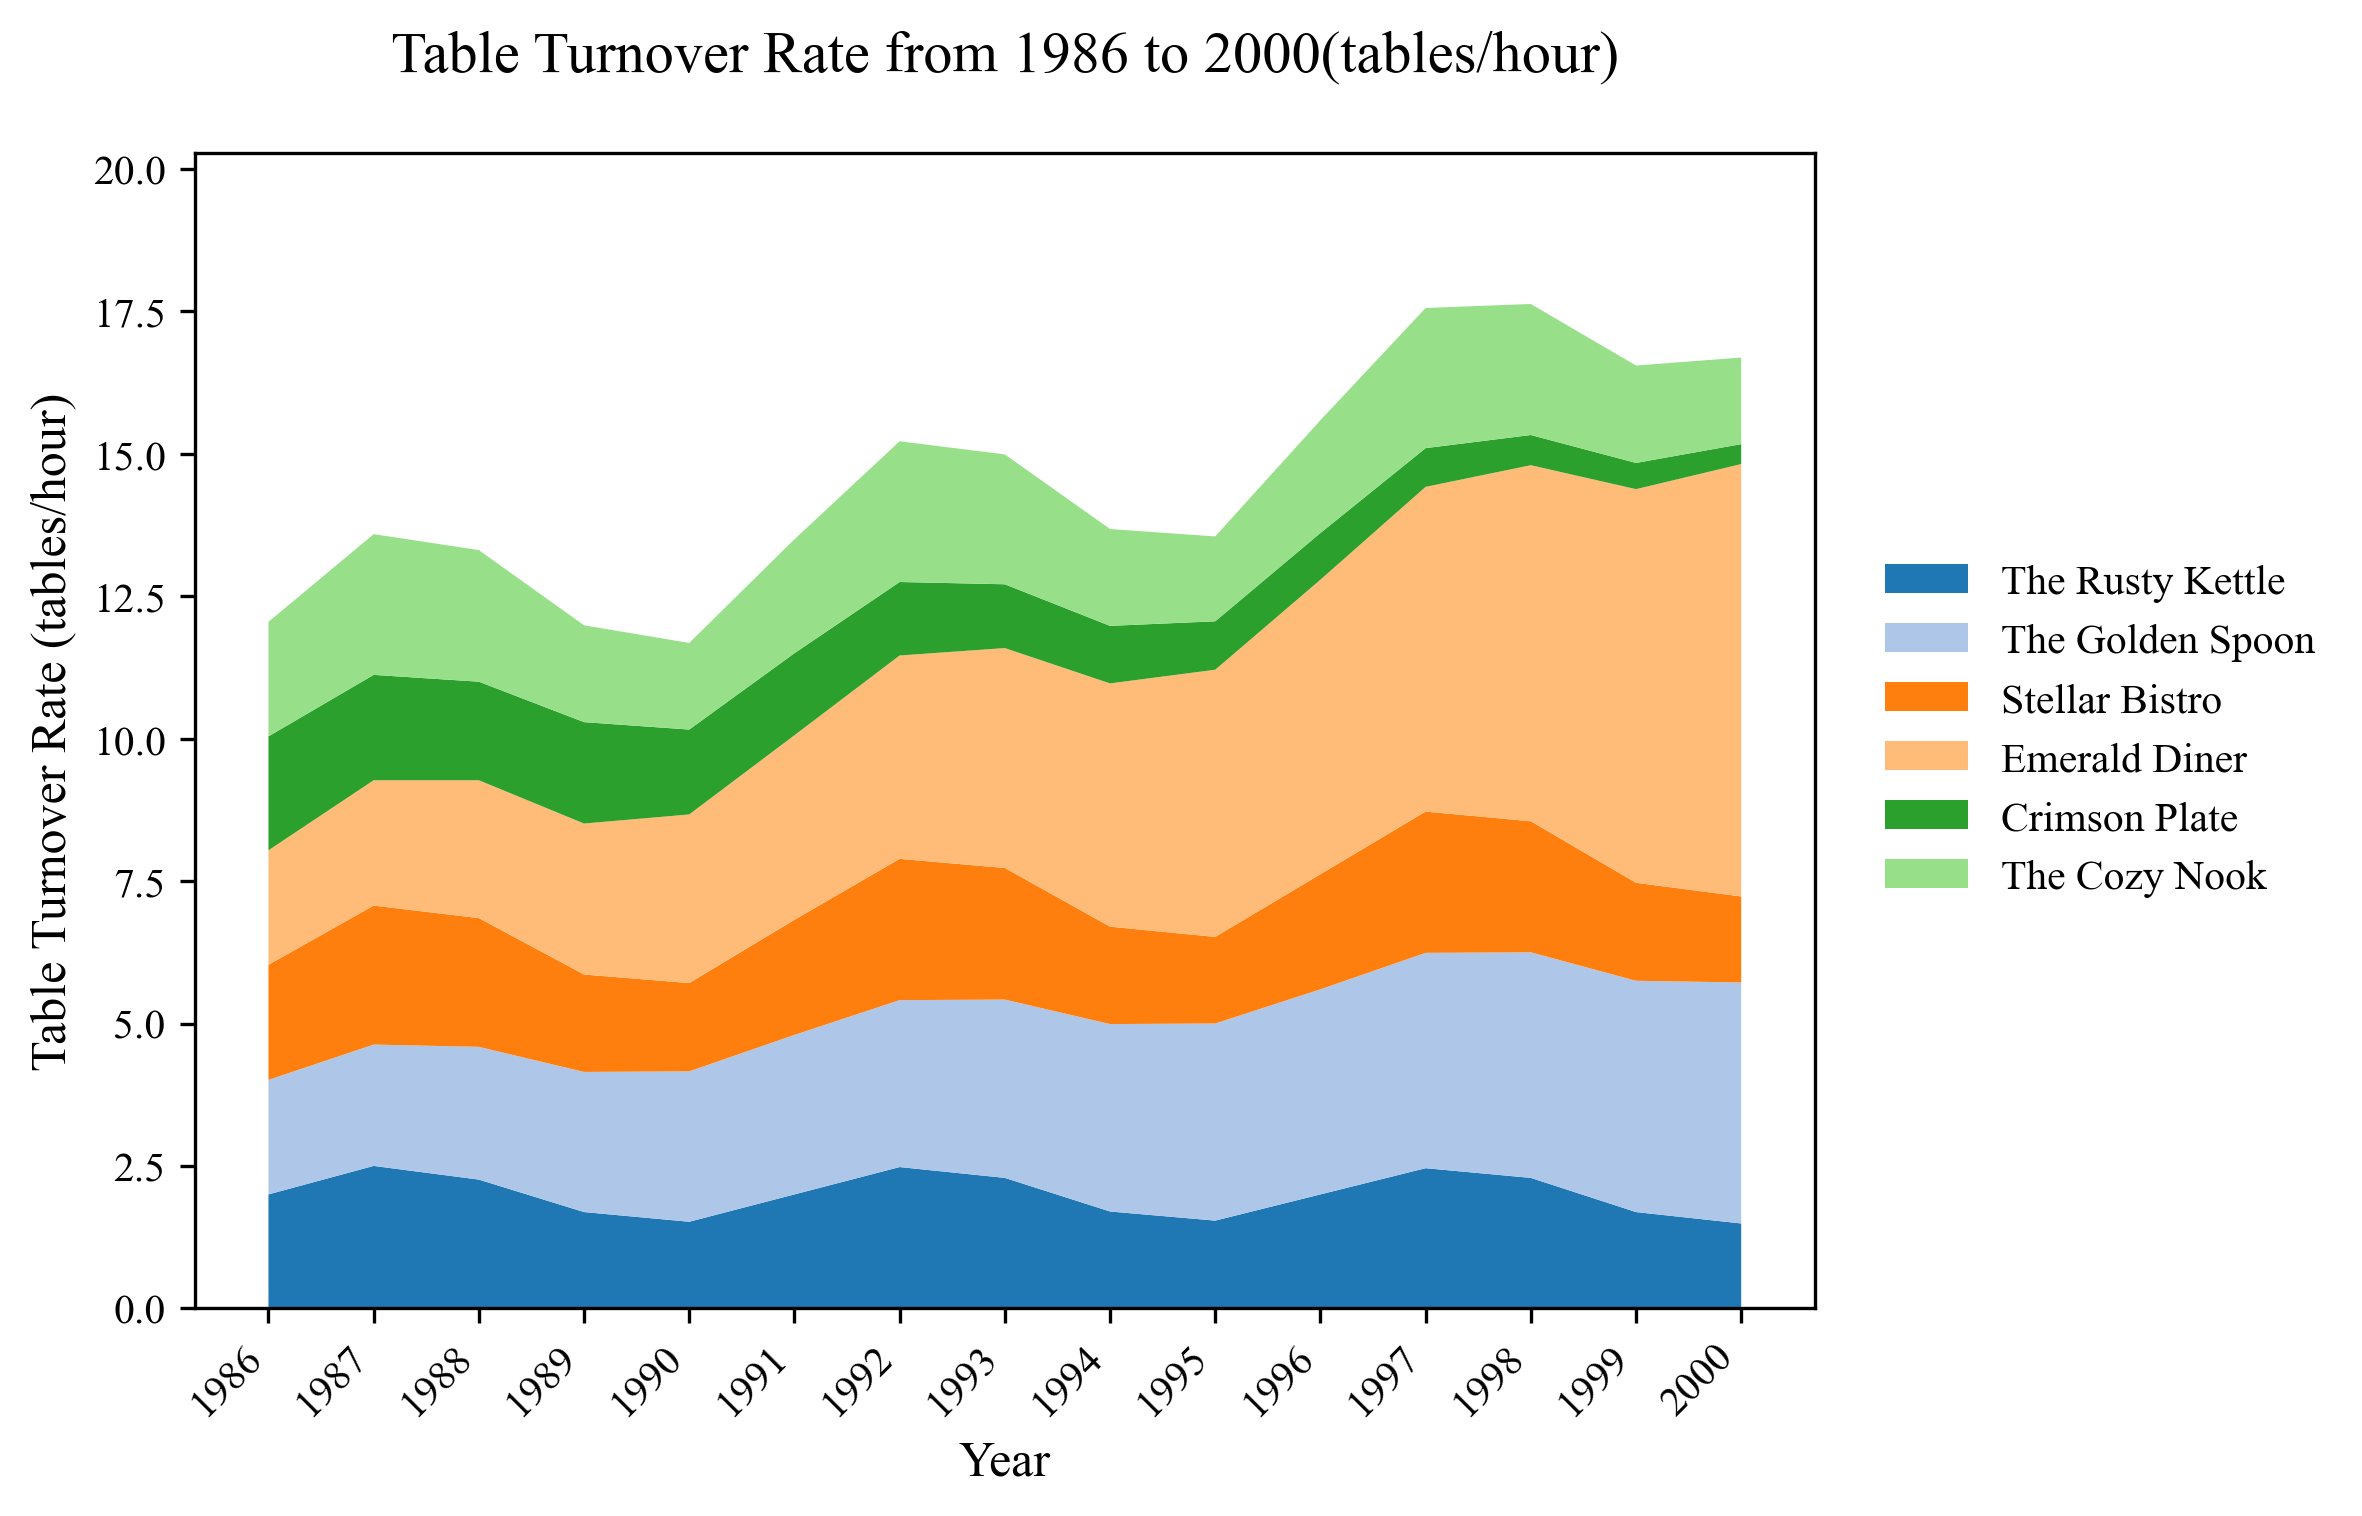 Table Turnover Rate from 1986 to 2000(tables/hour)
Table Turnover Rate (tables/hour)
20.0
17.5
15.0
12.5
10.0
7.5
5.0
2.5
0.0
1986
1987
1988
1989
1990
1991
1992
1993
1994
1995
1996
1997
1998
1999
2000
Year
The Rusty Kettle
The Golden Spoon
Stellar Bistro
Emerald Diner
Crimson Plate
The Cozy Nook